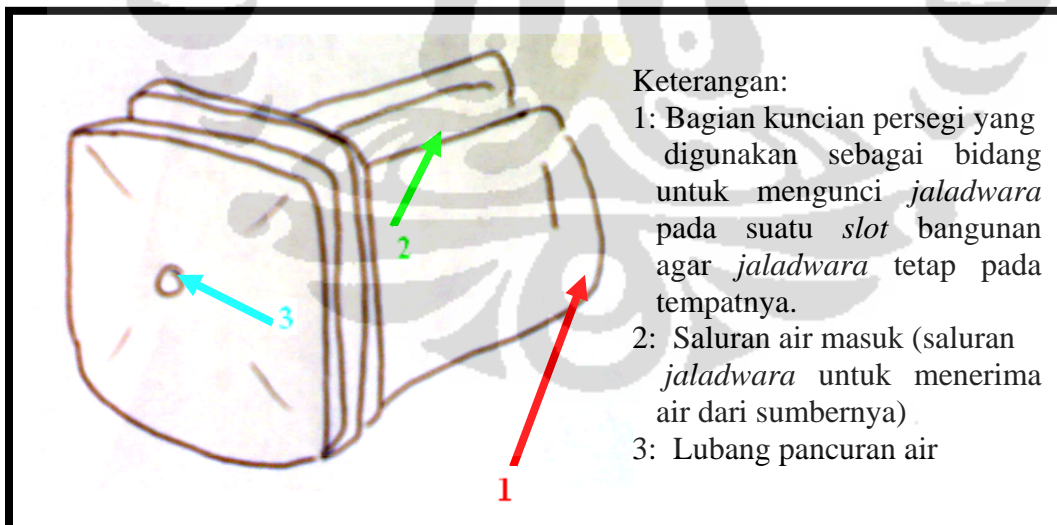 Keterangan:
1: Bagian kuncian persegi yang
digunakan sebagai bidang
untuk mengunci jaladwara
pada suatu slot bangunan
agar jaladwara tetap pada
tempatnya.
2: Saluran air masuk (saluran
jaladwara untuk menerima
air dari sumbernya)
3: Lubang pancuran air
2
3
1